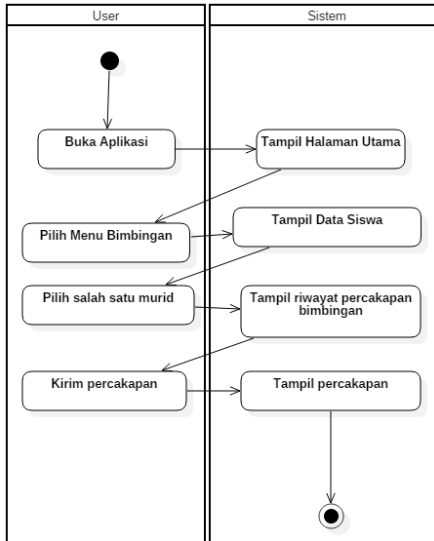 User
Sistem
Buka Aplikasi
Tampil Halaman Utama
Pilih Menu Bimbingan
Tampil Data Siswa
Pilih salah satu murid
Tampil riwayat percakapan
bimbingan
Kirim percakapan
Tampil percakapan